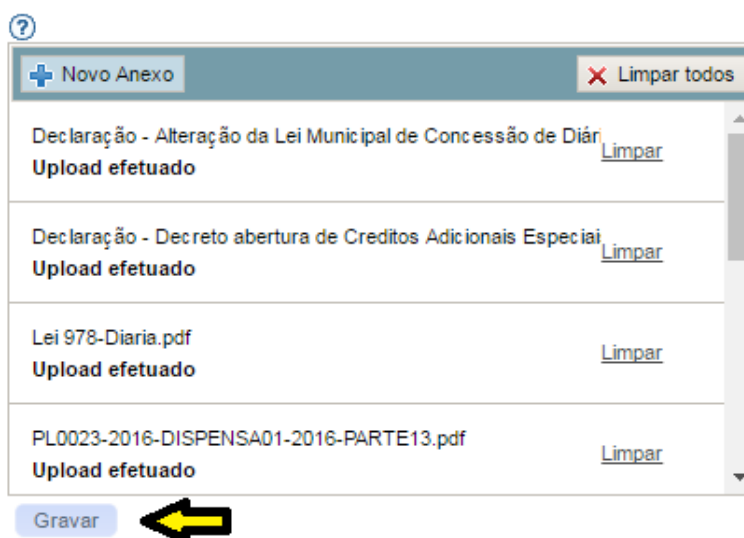 ?
Novo Anexo
Limpar todos
Declaração - Alteração da Lei Municipal de Concessão de Diári
Limpar
Upload efetuado
Declaração - Decreto abertura de Creditos Adicionais Especiai
Limpar
Upload efetuado
Lei 978-Diaria.pdf
Limpar
Upload efetuado
PL0023-2016-DISPENSA01-2016-PARTE13.pdf
Limpar
Upload efetuado
Gravar